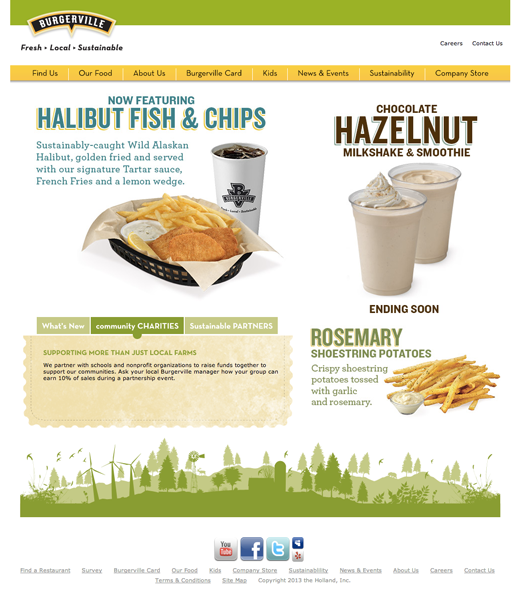 BURGERVILLE
Fresh • Local • Sustainable
Careers Contact Us
Find Us Our Food About Us Burgerville Card Kids News & Events Sustainability Company Store
NOW FEATURING
HALIBUT FISH & CHIPS
Sustainably-caught Wild Alaskan
Halibut, golden fried and served
with our signature Tartar sauce,
French Fries and a lemon wedge.
BURGERVILLE
CHOCOLATE
HAZELNUT
MILKSHAKE & SMOOTHIE
ENDING SOON
What's New community CHARITIES Sustainable PARTNERS
SUPPORTING MORE THAN JUST LOCAL FARMS
We partner with schools and nonprofit organizations to raise funds together to
support our communities. Ask your local Burgerville manager how your group can
earn 10% of sales during a partnership event.
ROSEMARY
SHOESTRING POTATOES
Crispy shoestring
potatoes tossed
with garlic
and rosemary.
You Tube
Find a Restaurant Survey Burgerville Card Our Food Kids Company Store Sustainability News & Events About Us Careers Contact Us
Terms & Conditions Site Map Copyright 2013 the Holland, Inc.